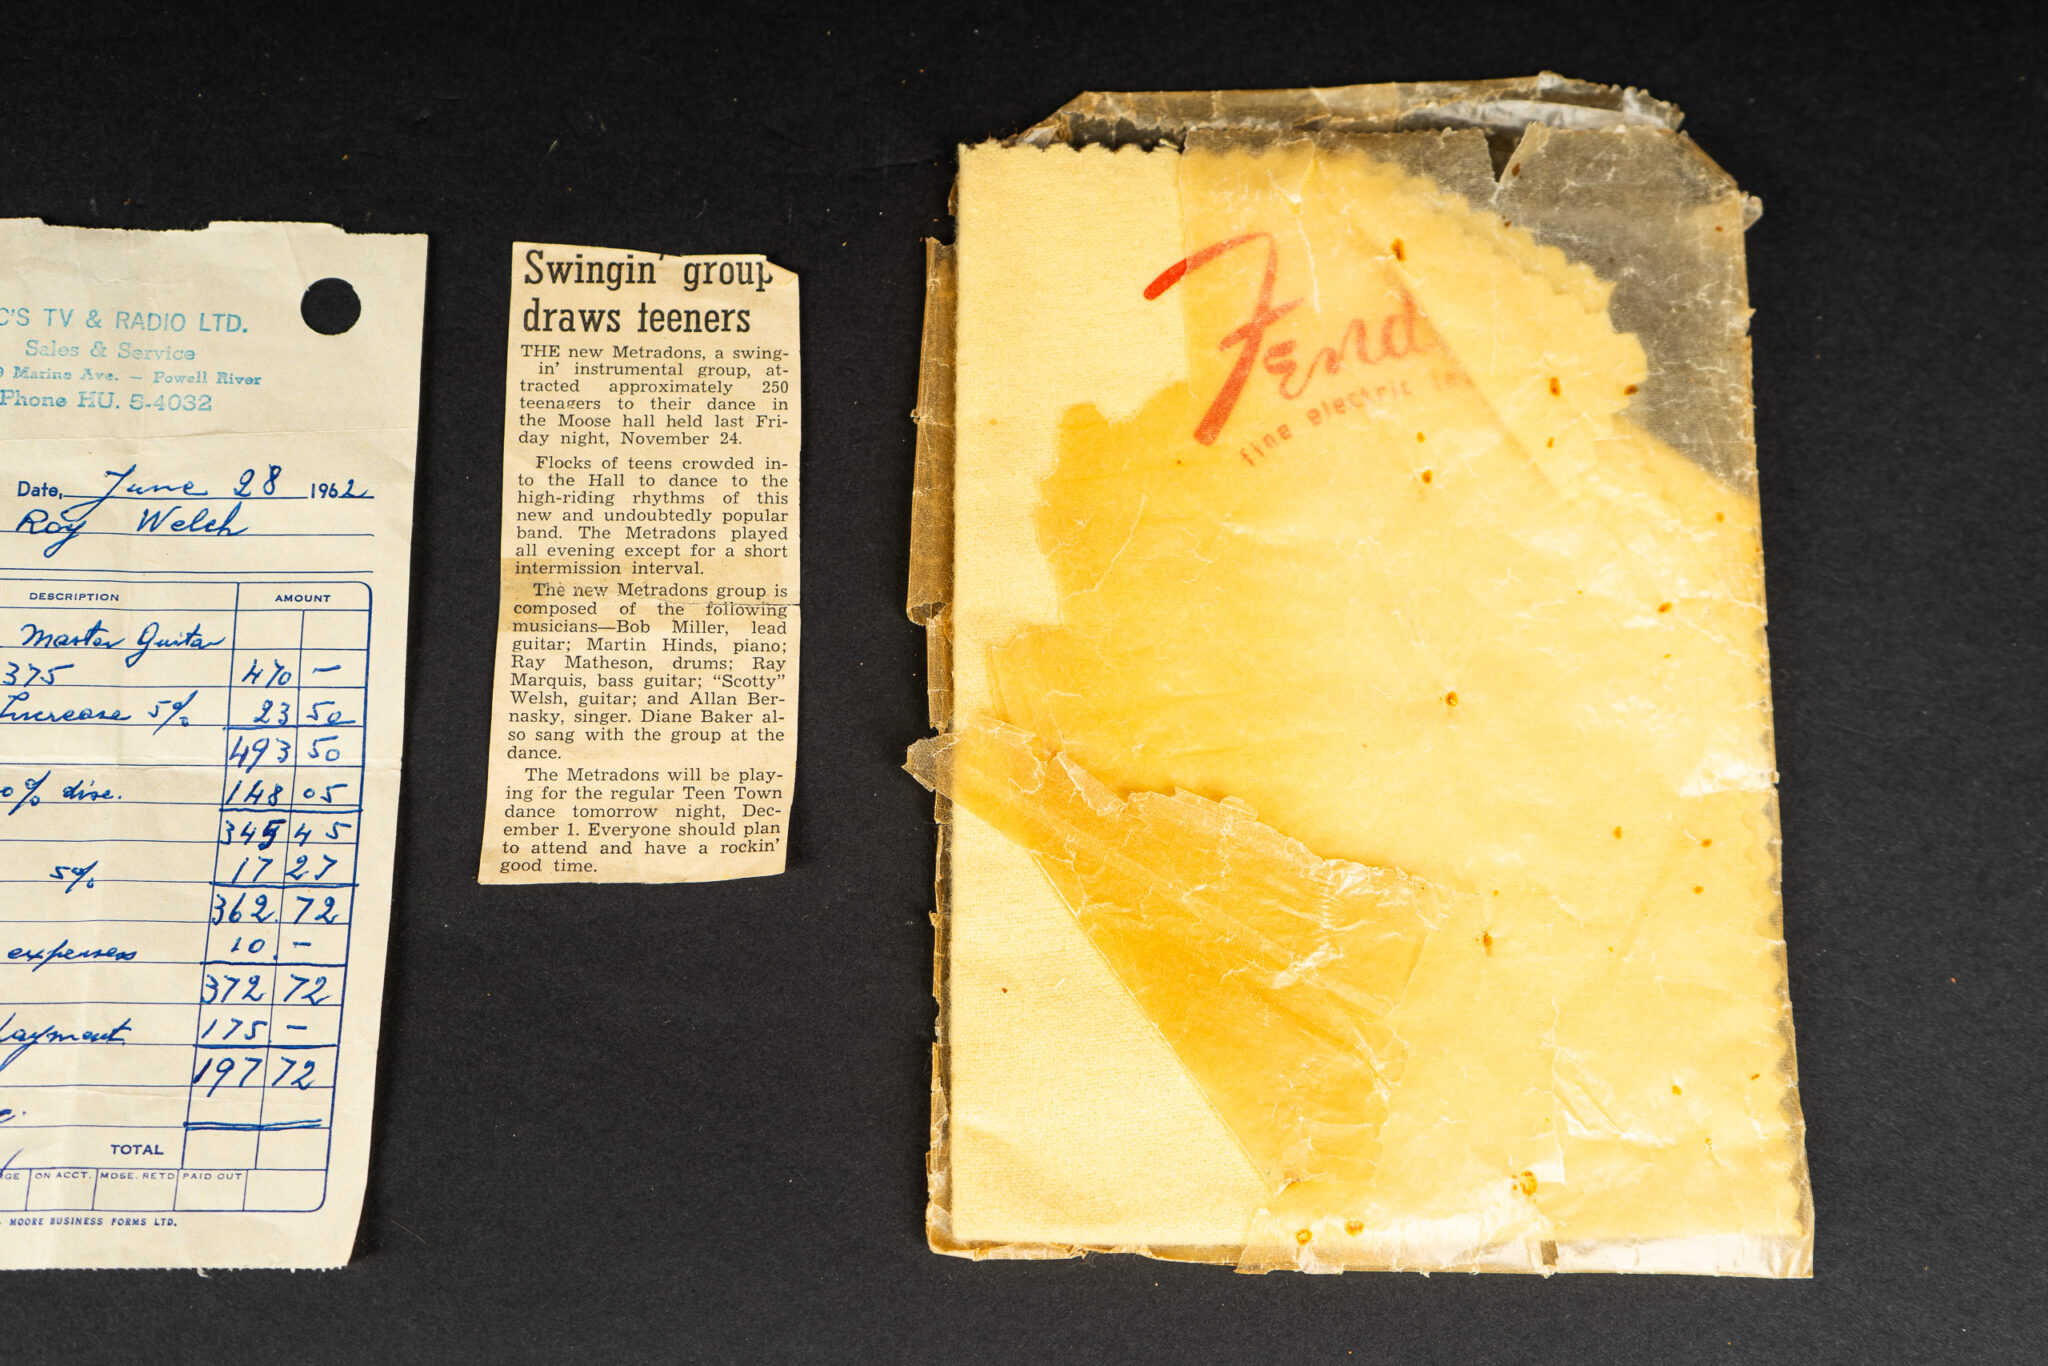 C'S TV & RADIO LTD.
Sales & Service
9 Marine Ave. — Powell River
Phone HU. 5-4032
Date, June 28 1962
Roy Welch
DESCRIPTION AMOUNT
Master Guitar
375 470 —
Increase 5% 23 50
493 50
0% disc. 148 05
345 45
5% 17 27
362. 72
expenses 10. —
372 72
ayment 175. —
197 72
c.
TOTAL
RGE ON ACCT. MDSE. RETD PAID OUT
MOORE BUSINESS FORMS LTD.
Swingin' group
draws teeners
THE new Metradons, a swing-
in' instrumental group, at-
tracted approximately 250
teenagers to their dance in
the Moose hall held last Fri-
day night, November 24.
Flocks of teens crowded in-
to the Hall to dance to the
high-riding rhythms of this
new and undoubtedly popular
band. The Metradons played
all evening except for a short
intermission interval.
The new Metradons group is
composed of the following
musicians—Bob Miller, lead
guitar; Martin Hinds, piano;
Ray Matheson, drums; Ray
Marquis, bass guitar; "Scotty"
Welsh, guitar; and Allan Ber-
nasky, singer. Diane Baker al-
so sang with the group at the
dance.
The Metradons will be play-
ing for the regular Teen Town
dance tomorrow night, Dec-
ember 1. Everyone should plan
to attend and have a rockin'
good time.
Fend
fine electric in